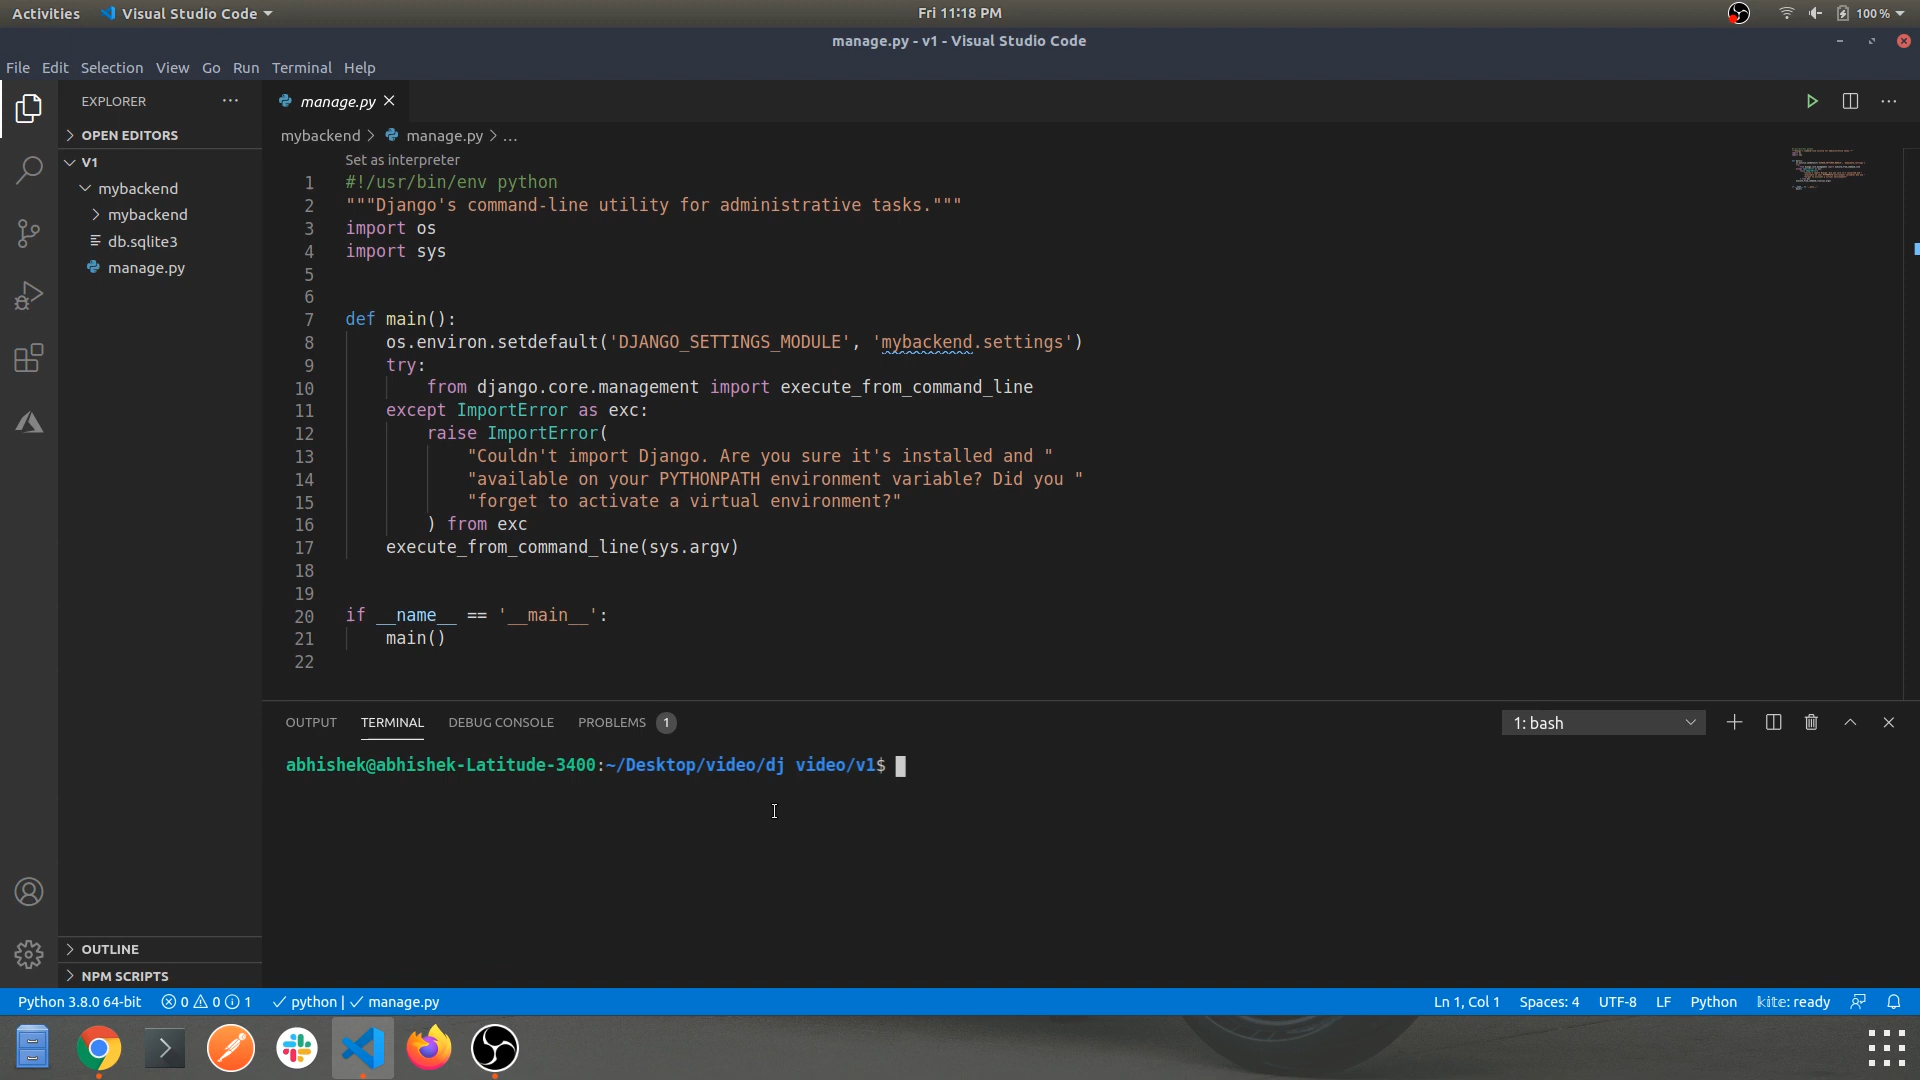 Activities Visual Studio Code Fri 11:18 PM 100 %
manage.py - v1 - Visual Studio Code
File Edit Selection View Go Run Terminal Help
EXPLORER ··· manage.py
OPEN EDITORS
mybackend > manage.py > ...
V1
mybackend
mybackend
db.sqlite3
manage.py
Set as interpreter
1 #!/usr/bin/env python
2 """Django's command-line utility for administrative tasks."""
3 import os
4 import sys
5
6
7 def main():
8 os.environ.setdefault('DJANGO_SETTINGS_MODULE', 'mybackend.settings')
9 try:
10 from django.core.management import execute_from_command_line
11 except ImportError as exc:
12 raise ImportError(
13 "Couldn't import Django. Are you sure it's installed and "
14 "available on your PYTHONPATH environment variable? Did you "
15 "forget to activate a virtual environment?"
16 ) from exc
17 execute_from_command_line(sys.argv)
18
19
20 if __name__ == '__main__':
21 main()
22
OUTPUT TERMINAL DEBUG CONSOLE PROBLEMS 1 1: bash
abhishek@abhishek-Latitude-3400:~/Desktop/video/dj video/v1$
OUTLINE
NPM SCRIPTS
Python 3.8.0 64-bit 0 0 1 ✓ python | ✓ manage.py Ln 1, Col 1 Spaces: 4 UTF-8 LF Python kite: ready